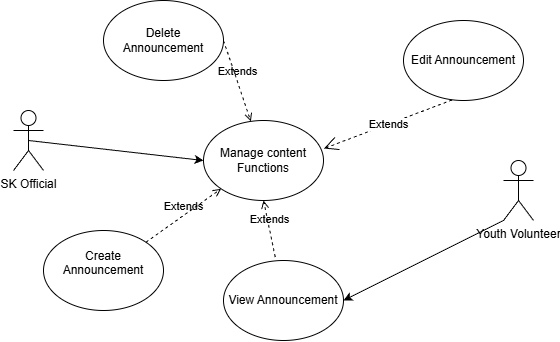 Delete
Announcement
Edit Announcement
Extends
Extends
Manage content
Functions
SK Official
Extends
Extends
Youth Volunteer
Create
Announcement
View Announcement